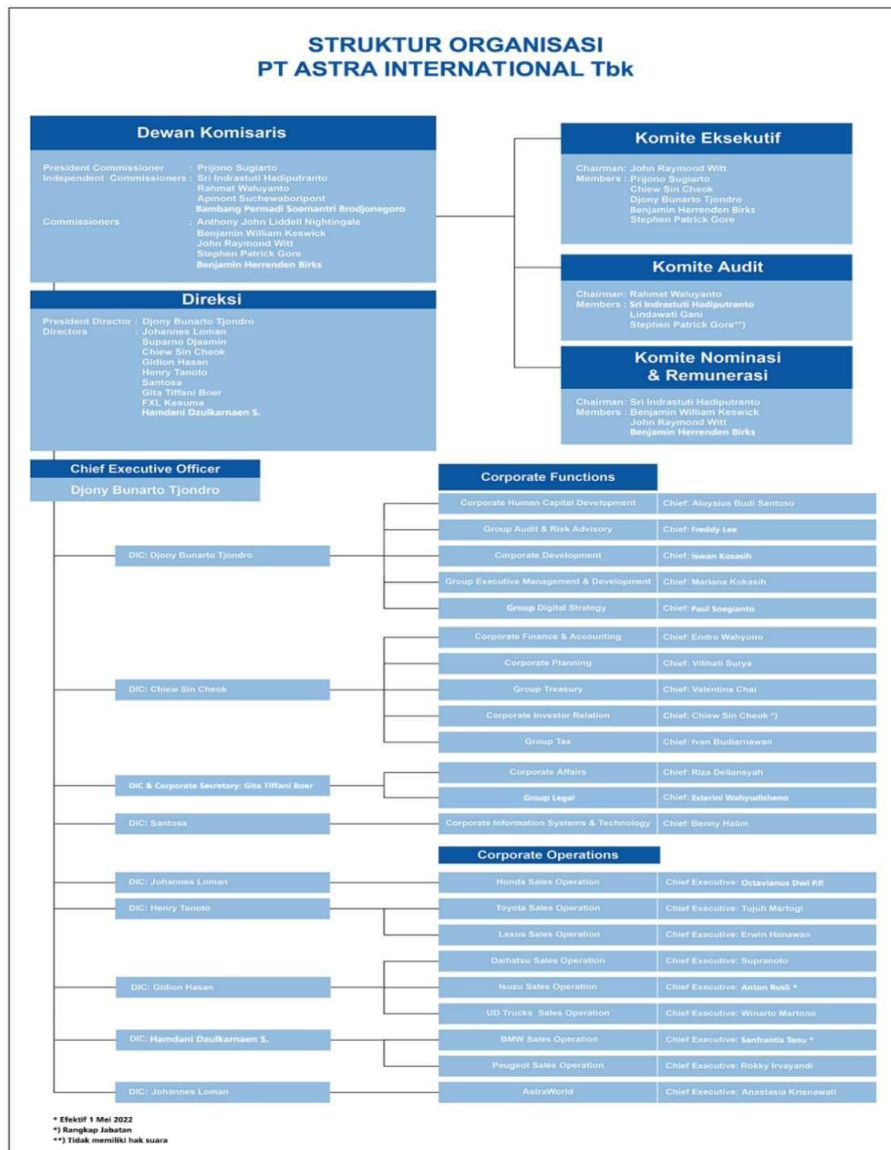 STRUKTUR ORGANISASI
PT ASTRA INTERNATIONAL Tbk
Dewan Komisaris
President Commissioner : Prijono Sugiarto
Independent Commissioners : Sri Indrastuti Hadiputranto
Rahmat Waluyanto
Apinont Suchewaboripont
Bambang Permadi Soemantri Brodjonegoro
Commissioners : Anthony John Liddell Nightingale
Benjamin William Keswick
John Raymond Witt
Stephen Patrick Gore
Benjamin Herrenden Birks
Komite Eksekutif
Chairman: John Raymond Witt
Members : Prijono Sugiarto
Chiew Sin Cheok
Djony Bunarto Tjondro
Benjamin Herrenden Birks
Stephen Patrick Gore
Komite Audit
Chairman: Rahmat Waluyanto
Members : Sri Indrastuti Hadiputranto
Lindawati Gani
Stephen Patrick Gore**)
Direksi
President Director : Djony Bunarto Tjondro
Directors : Johannes Loman
Suparno Djasmin
Chiew Sin Cheok
Gidion Hasan
Henry Tanoto
Santosa
Gita Tiffani Boer
FXL Kesuma
Hamdani Dzulkarnaen S.
Komite Nominasi
& Remunerasi
Chairman: Sri Indrastuti Hadiputranto
Members : Benjamin William Keswick
John Raymond Witt
Benjamin Herrenden Birks
Chief Executive Officer
Djony Bunarto Tjondro
Corporate Functions
DIC: Djony Bunarto Tjondro
Corporate Human Capital Development Chief: Aloysius Budi Santoso
Group Audit & Risk Advisory Chief: Freddy Lee
Corporate Development Chief: Iswan Kosasih
Group Executive Management & Development Chief: Mariana Kokasih
Group Digital Strategy Chief: Paul Soegianto
DIC: Chiew Sin Cheok
Corporate Finance & Accounting Chief: Endro Wahyono
Corporate Planning Chief: Vilihati Surya
Group Treasury Chief: Valentina Chai
Corporate Investor Relation Chief: Chiew Sin Cheok *)
Group Tax Chief: Ivan Budiarnawan
DIC & Corporate Secretary: Gita Tiffani Boer
Corporate Affairs Chief: Riza Deliansyah
Group Legal Chief: Esterini Wahyudisheno
DIC: Santosa
Corporate Information Systems & Technology Chief: Benny Halim
Corporate Operations
DIC: Johannes Loman
Honda Sales Operation Chief Executive: Octavianus Dwi P.P.
DIC: Henry Tanoto
Toyota Sales Operation Chief Executive: Tujuh Martogi
Lexus Sales Operation Chief Executive: Erwin Himawan
DIC: Gidion Hasan
Daihatsu Sales Operation Chief Executive: Supranoto
Isuzu Sales Operation Chief Executive: Anton Rusli *
UD Trucks Sales Operation Chief Executive: Winarto Martono
DIC: Hamdani Dzulkarnaen S.
BMW Sales Operation Chief Executive: Sanfrantis Tanu *
Peugeot Sales Operation Chief Executive: Rokky Irvayandi
DIC: Johannes Loman
AstraWorld Chief Executive: Anastasia Krisnawati
* Efektif 1 Mei 2022
*) Rangkap Jabatan
**) Tidak memiliki hak suara